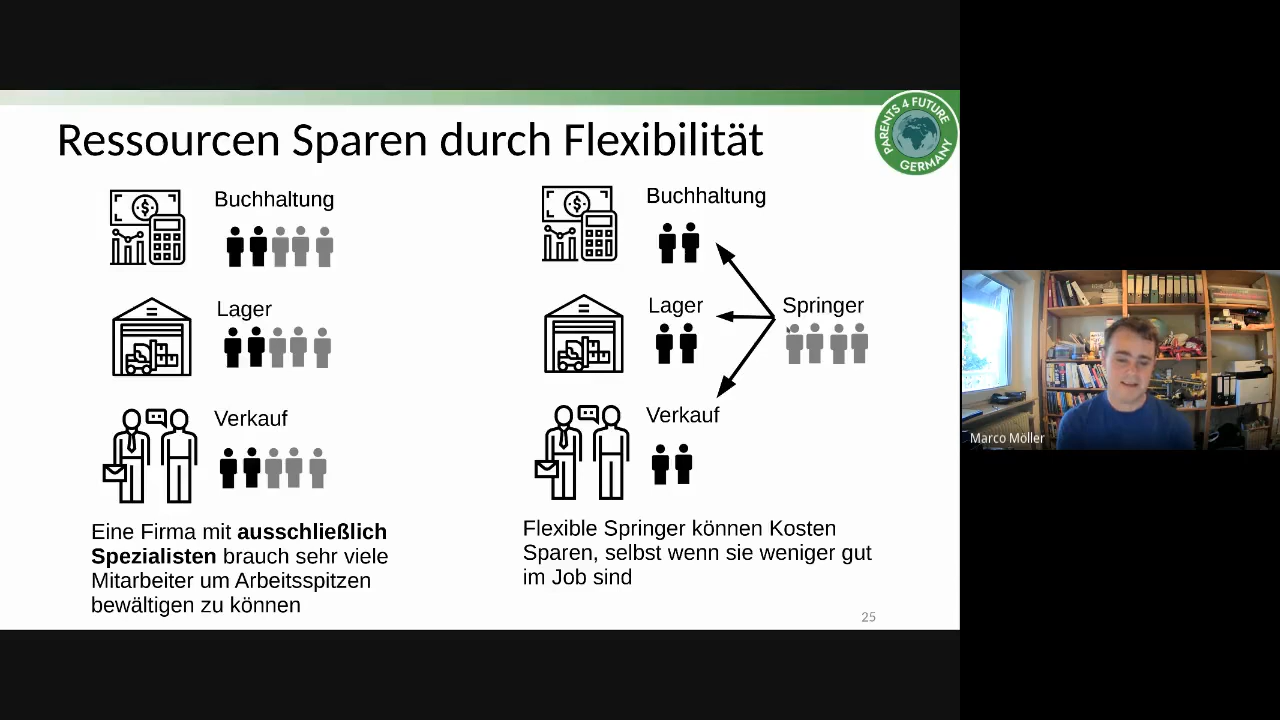 Ressourcen Sparen durch Flexibilität
PARENTS 4 FUTURE
GERMANY
Buchhaltung
Lager
Verkauf
Eine Firma mit ausschließlich
Spezialisten brauch sehr viele
Mitarbeiter um Arbeitsspitzen
bewältigen zu können
Buchhaltung
Lager
Springer
Verkauf
Flexible Springer können Kosten
Sparen, selbst wenn sie weniger gut
im Job sind
25
Marco Möller